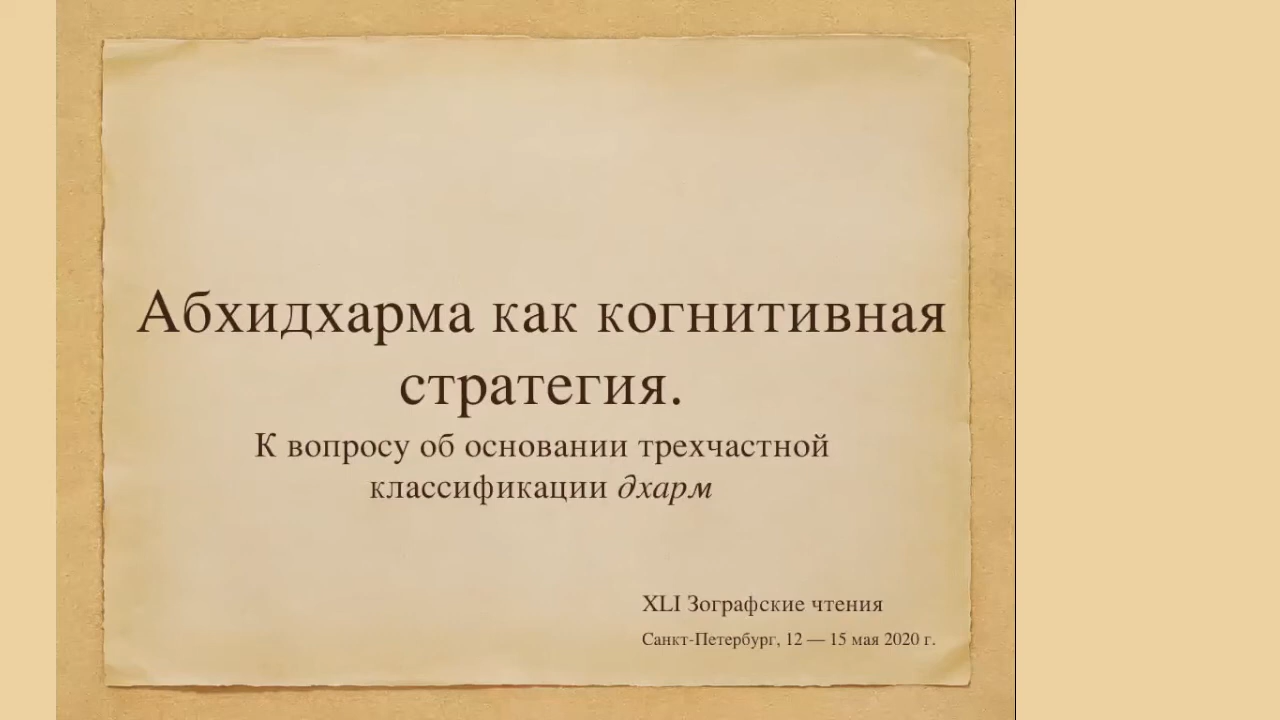 Абхидхарма как когнитивная
стратегия.
К вопросу об основании трехчастной
классификации дхарм
XLI Зографские чтения
Санкт-Петербург, 12 — 15 мая 2020 г.